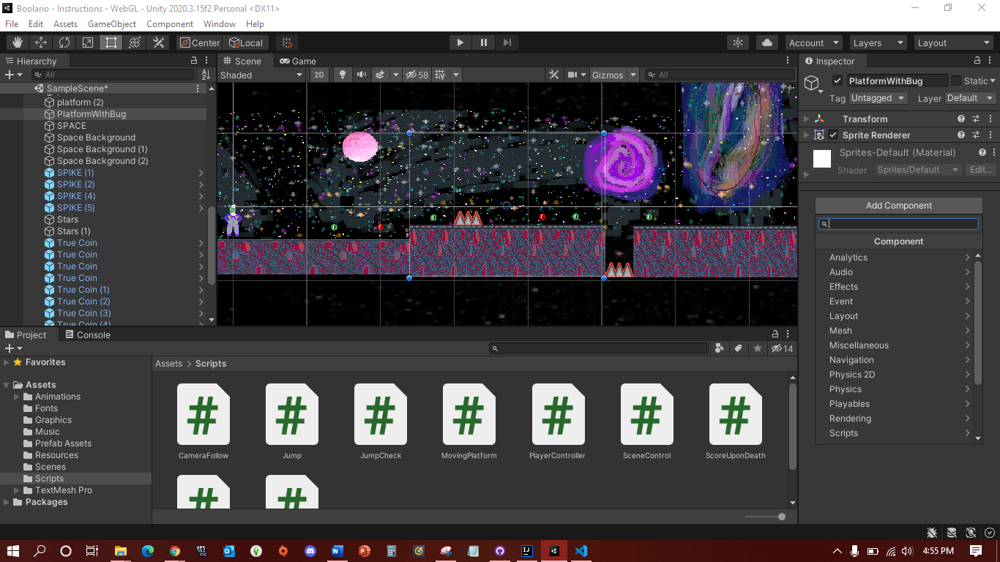 Boolario - Instructions - WebGL - Unity 2020.3.15f2 Personal <DX11>
File Edit Assets GameObject Component Window Help
Center Local Account Layers Layout
Hierarchy
All
SampleScene*
platform (2)
PlatformWithBug
SPACE
Space Background
Space Background (1)
Space Background (2)
SPIKE (1)
SPIKE (2)
SPIKE (4)
SPIKE (5)
Stars
Stars (1)
True Coin
True Coin
True Coin
True Coin
True Coin (1)
True Coin (2)
True Coin (3)
True Coin (4)
Scene Game
Shaded 2D 58 Gizmos All
Inspector
PlatformWithBug Static
Tag Untagged Layer Default
Transform
Sprite Renderer
Sprites-Default (Material)
Shader Sprites/Default Edit...
Add Component
Component
Analytics
Audio
Effects
Event
Layout
Mesh
Miscellaneous
Navigation
Physics 2D
Physics
Playables
Rendering
Scripts
Project Console
14
Favorites
Assets
Animations
Fonts
Graphics
Music
Prefab Assets
Resources
Scenes
Scripts
TextMesh Pro
Packages
Assets > Scripts
CameraFollow Jump JumpCheck MovingPlatform PlayerController SceneControl ScoreUponDeath
des
mos
4:55 PM